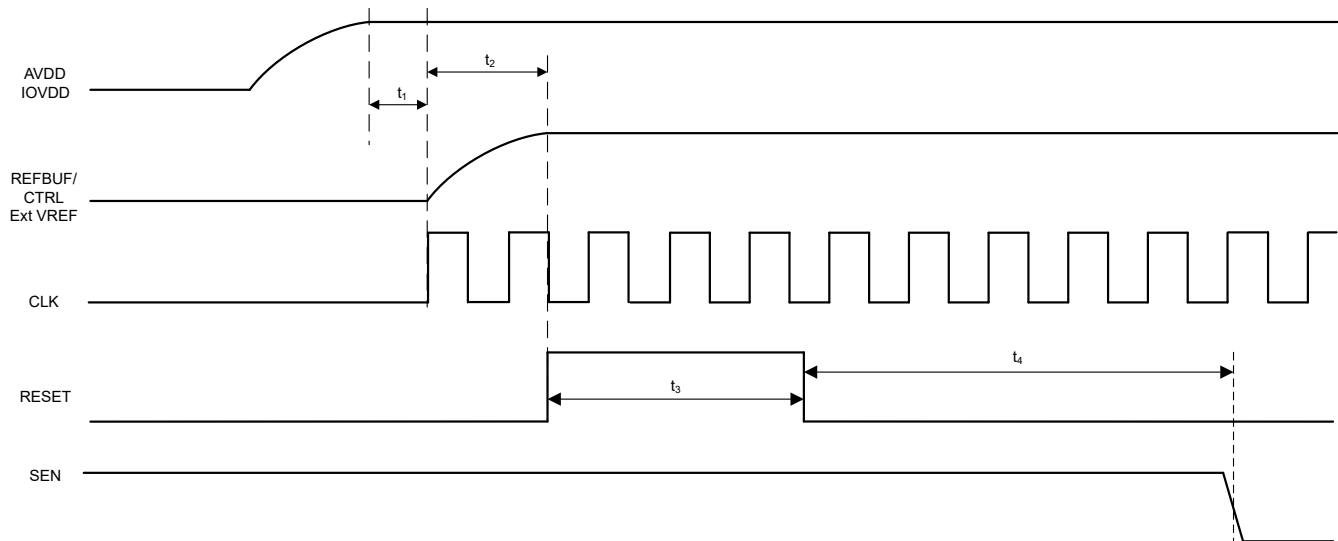 AVDD
IOVDD
t₁
t₂
REFBUF/
CTRL
Ext VREF
CLK
RESET
t₃
t₄
SEN